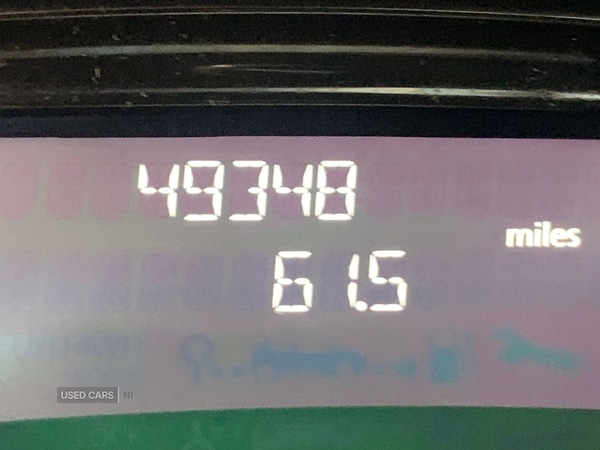 49348
miles
61.5
USED CARS NI